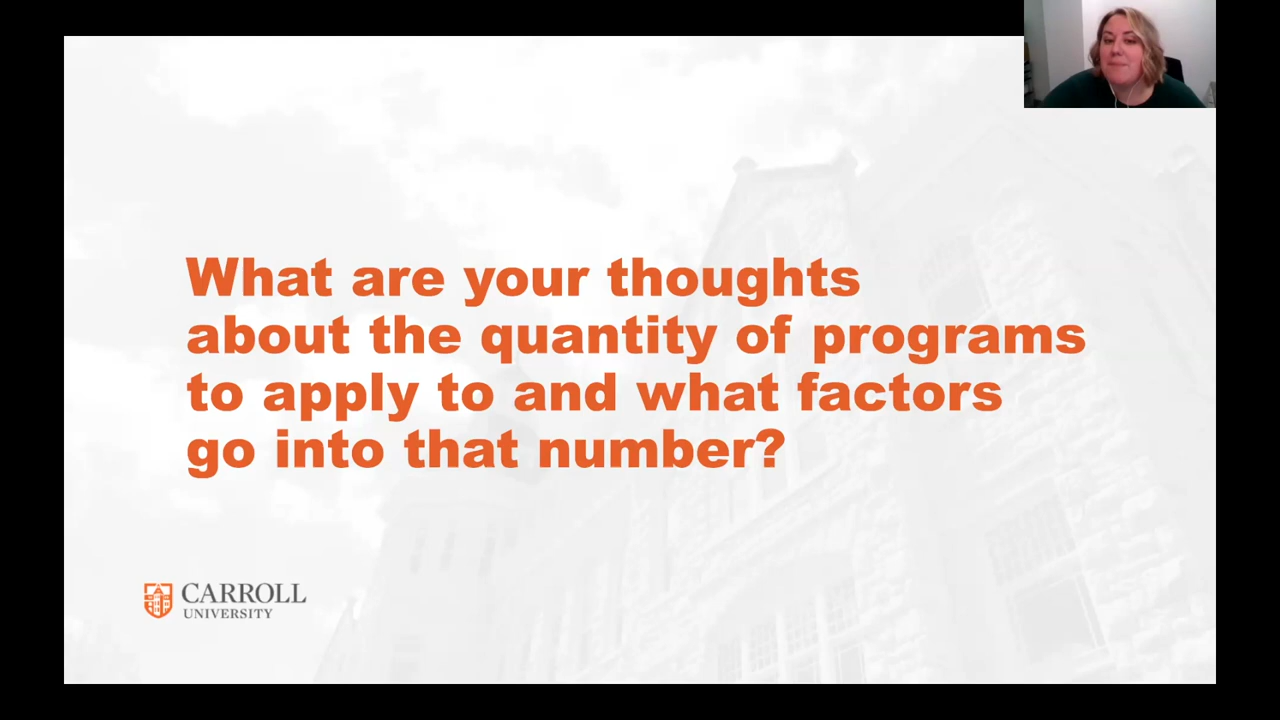 What are your thoughts
about the quantity of programs
to apply to and what factors
go into that number?
CARROLL
UNIVERSITY